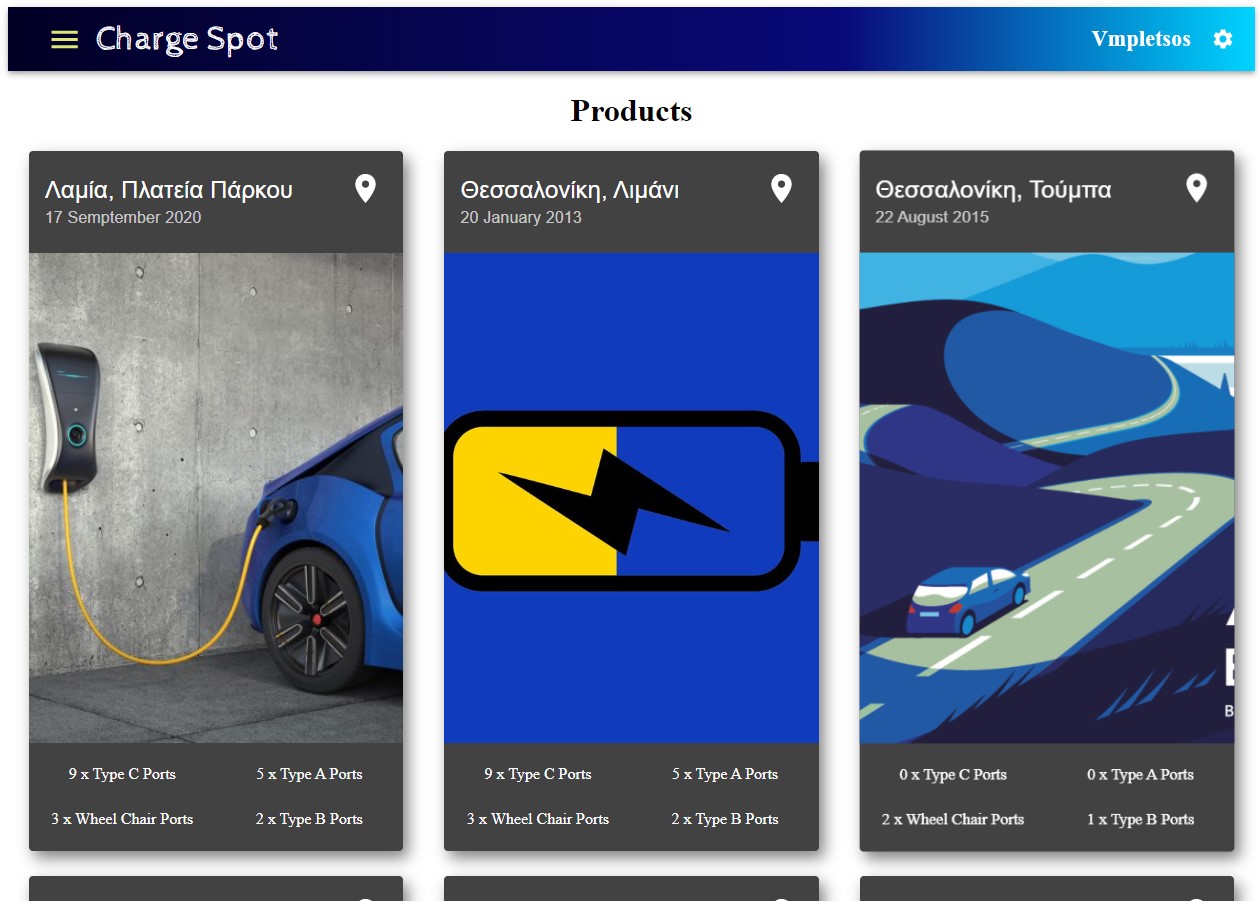 Charge Spot
Vmpletsos
Products
Λαμία, Πλατεία Πάρκου
17 Semptember 2020
Θεσσαλονίκη, Λιμάνι
20 January 2013
Θεσσαλονίκη, Τούμπα
22 August 2015
9 x Type C Ports
5 x Type A Ports
3 x Wheel Chair Ports
2 x Type B Ports
9 x Type C Ports
5 x Type A Ports
3 x Wheel Chair Ports
2 x Type B Ports
0 x Type C Ports
0 x Type A Ports
2 x Wheel Chair Ports
1 x Type B Ports